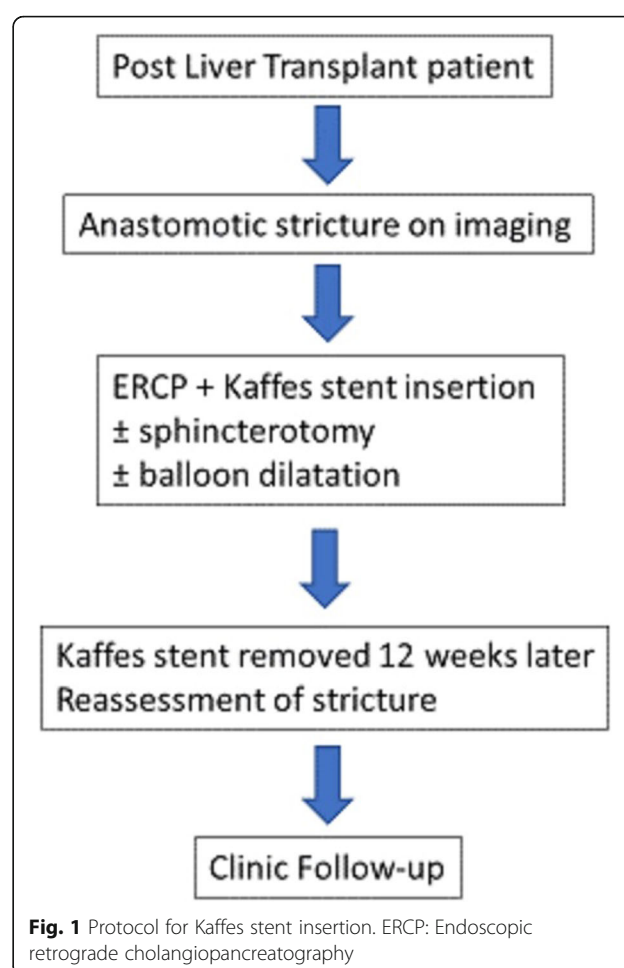 Post Liver Transplant patient
Anastomotic stricture on imaging
ERCP + Kaffes stent insertion
± sphincterotomy
± balloon dilatation
Kaffes stent removed 12 weeks later
Reassessment of stricture
Clinic Follow-up
Fig. 1 Protocol for Kaffes stent insertion. ERCP: Endoscopic
retrograde cholangiopancreatography